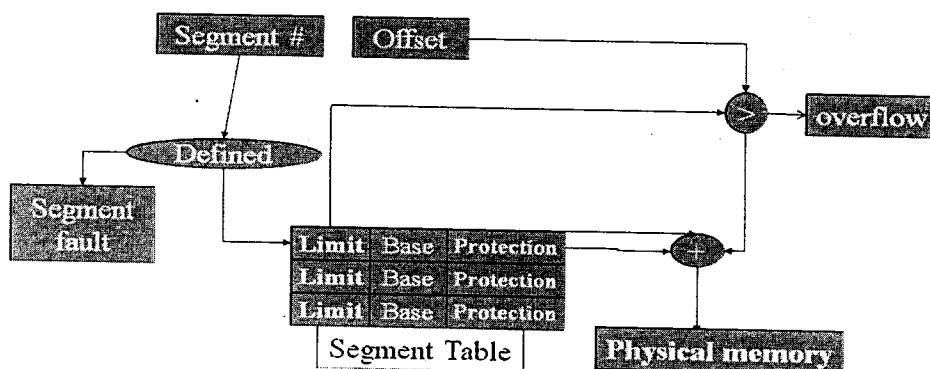 Segment #
Offset
>
overflow
Defined
Segment
fault
Limit Base Protection
+
Limit Base Protection
Limit Base Protection
Segment Table
Physical memory